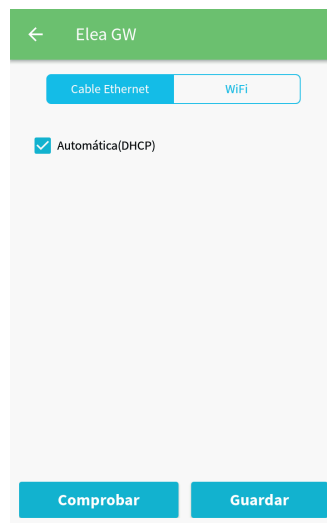 Elea GW
Cable Ethernet WiFi
Automática(DHCP)
Comprobar Guardar